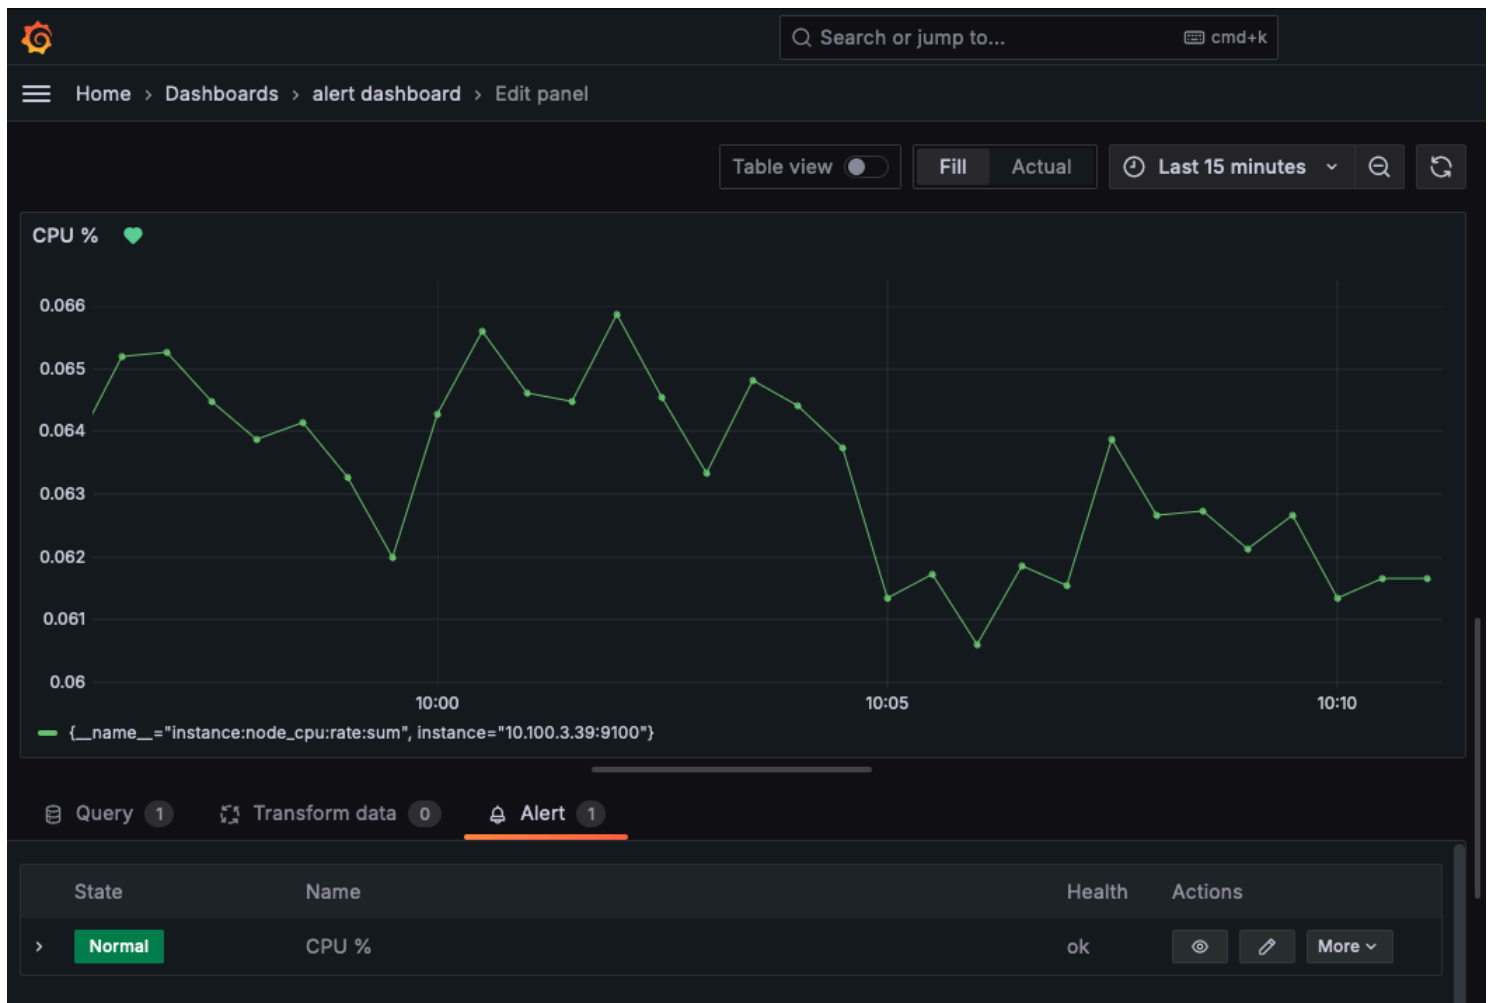 Search or jump to... cmd+k
Home › Dashboards › alert dashboard › Edit panel
Table view Fill Actual Last 15 minutes
CPU %
0.066
0.065
0.064
0.063
0.062
0.061
0.06
10:00 10:05 10:10
{__name__="instance:node_cpu:rate:sum", instance="10.100.3.39:9100"}
Query 1 Transform data 0 Alert 1
State Name Health Actions
Normal CPU % ok More